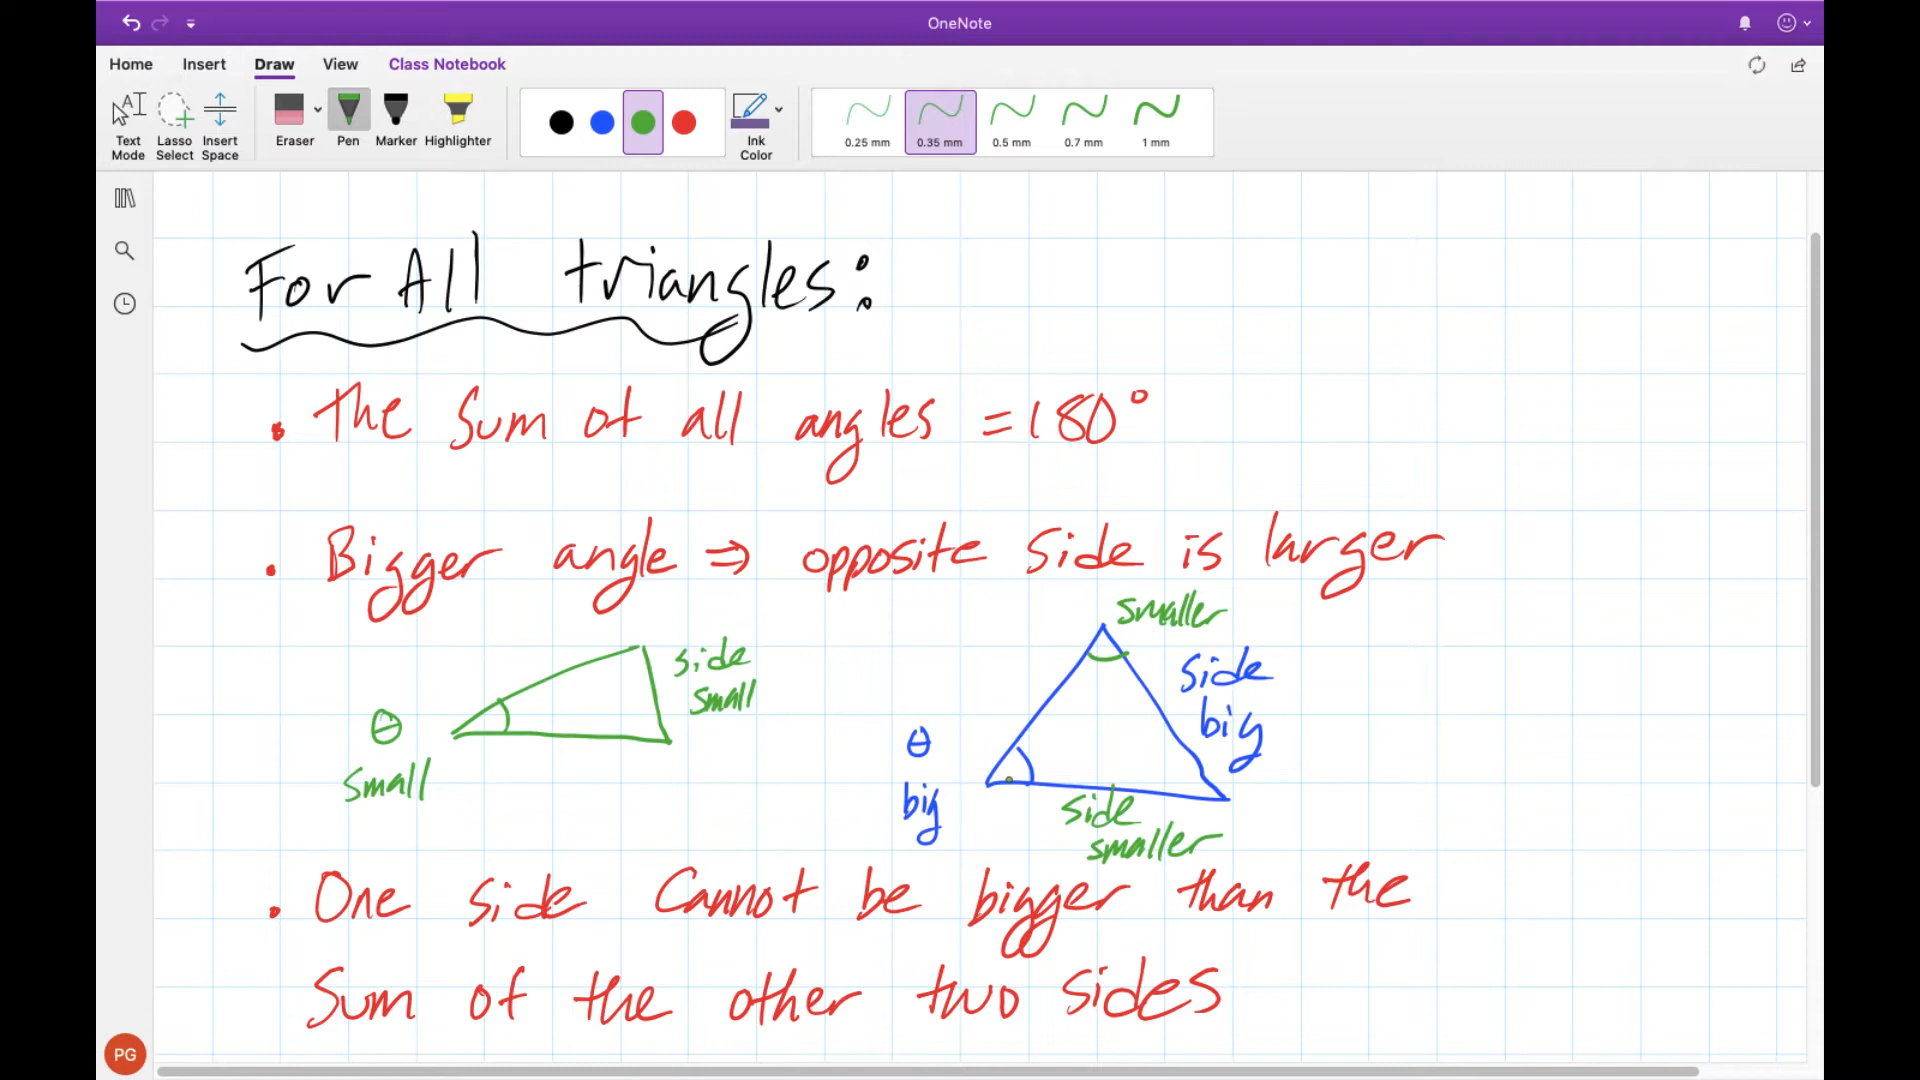 OneNote
Home Insert Draw View Class Notebook
Text Mode
Lasso Select
Insert Space
Eraser
Pen
Marker
Highlighter
Ink Color
0.25 mm
0.35 mm
0.5 mm
0.7 mm
1 mm
For All triangles:
• The sum of all angles = 180°
• Bigger angle ⇒ opposite side is larger
smaller
side small
side big
θ small
θ big
side smaller
• One side cannot be bigger than the
sum of the other two sides
PG